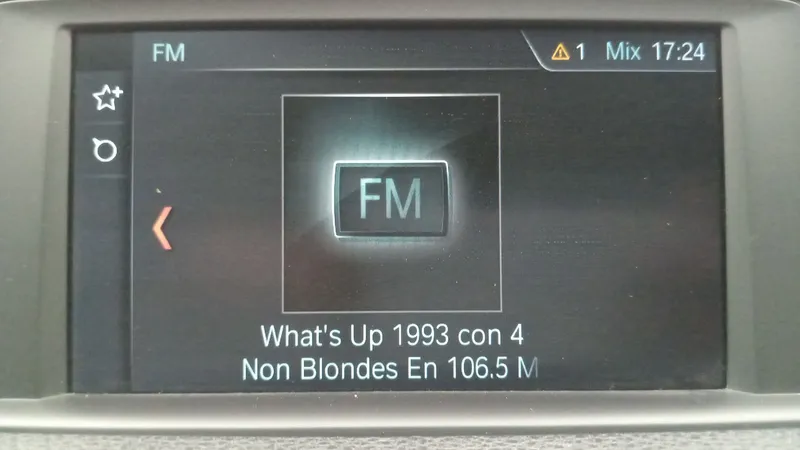 FM
1 Mix 17:24
FM
What's Up 1993 con 4
Non Blondes En 106.5 M